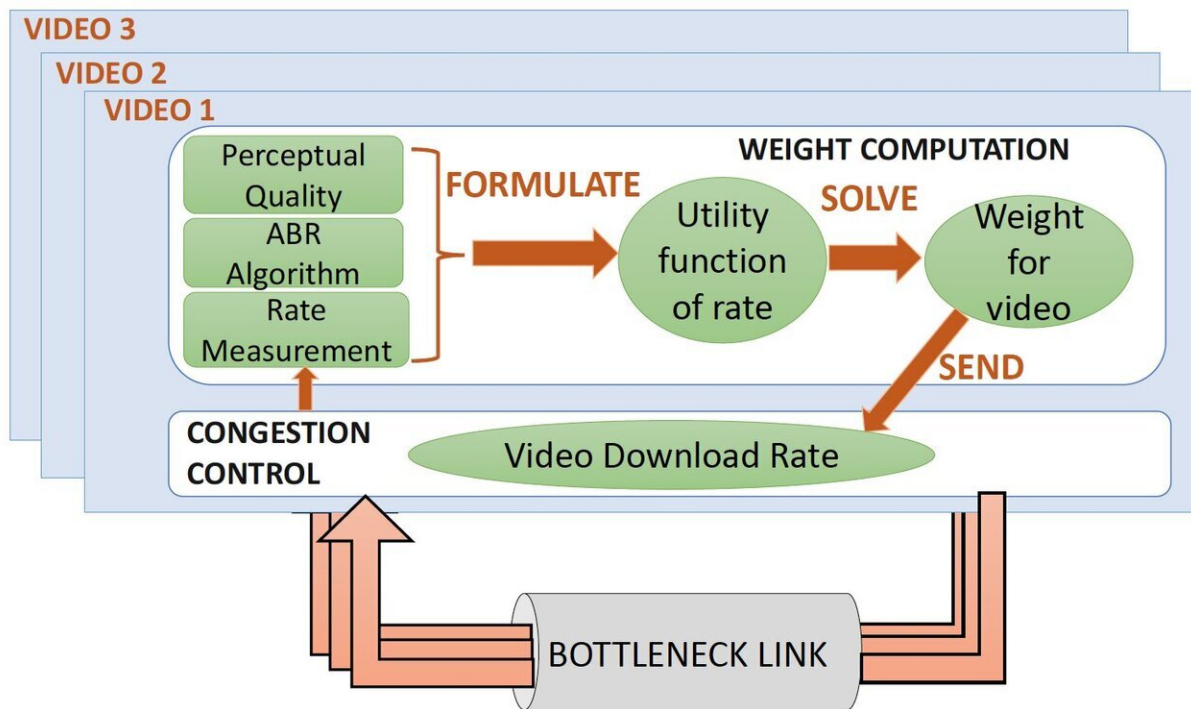 VIDEO 3
VIDEO 2
VIDEO 1
WEIGHT COMPUTATION
Perceptual
Quality
ABR
Algorithm
Rate
Measurement
FORMULATE
Utility
function
of rate
SOLVE
Weight
for
video
SEND
CONGESTION
CONTROL
Video Download Rate
BOTTLENECK LINK